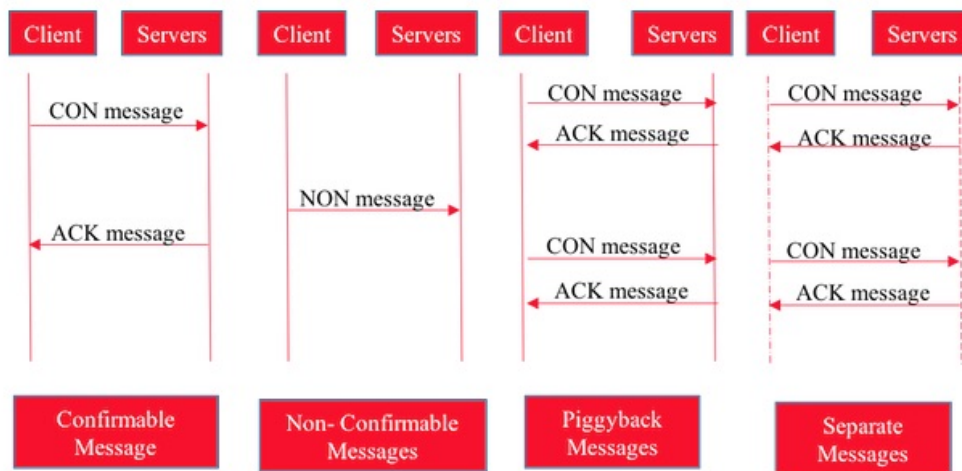 Client Servers Client Servers Client Servers Client Servers
CON message
ACK message
NON message
CON message
ACK message
CON message
ACK message
CON message
ACK message
CON message
ACK message
Confirmable
Message
Non- Confirmable
Messages
Piggyback
Messages
Separate
Messages